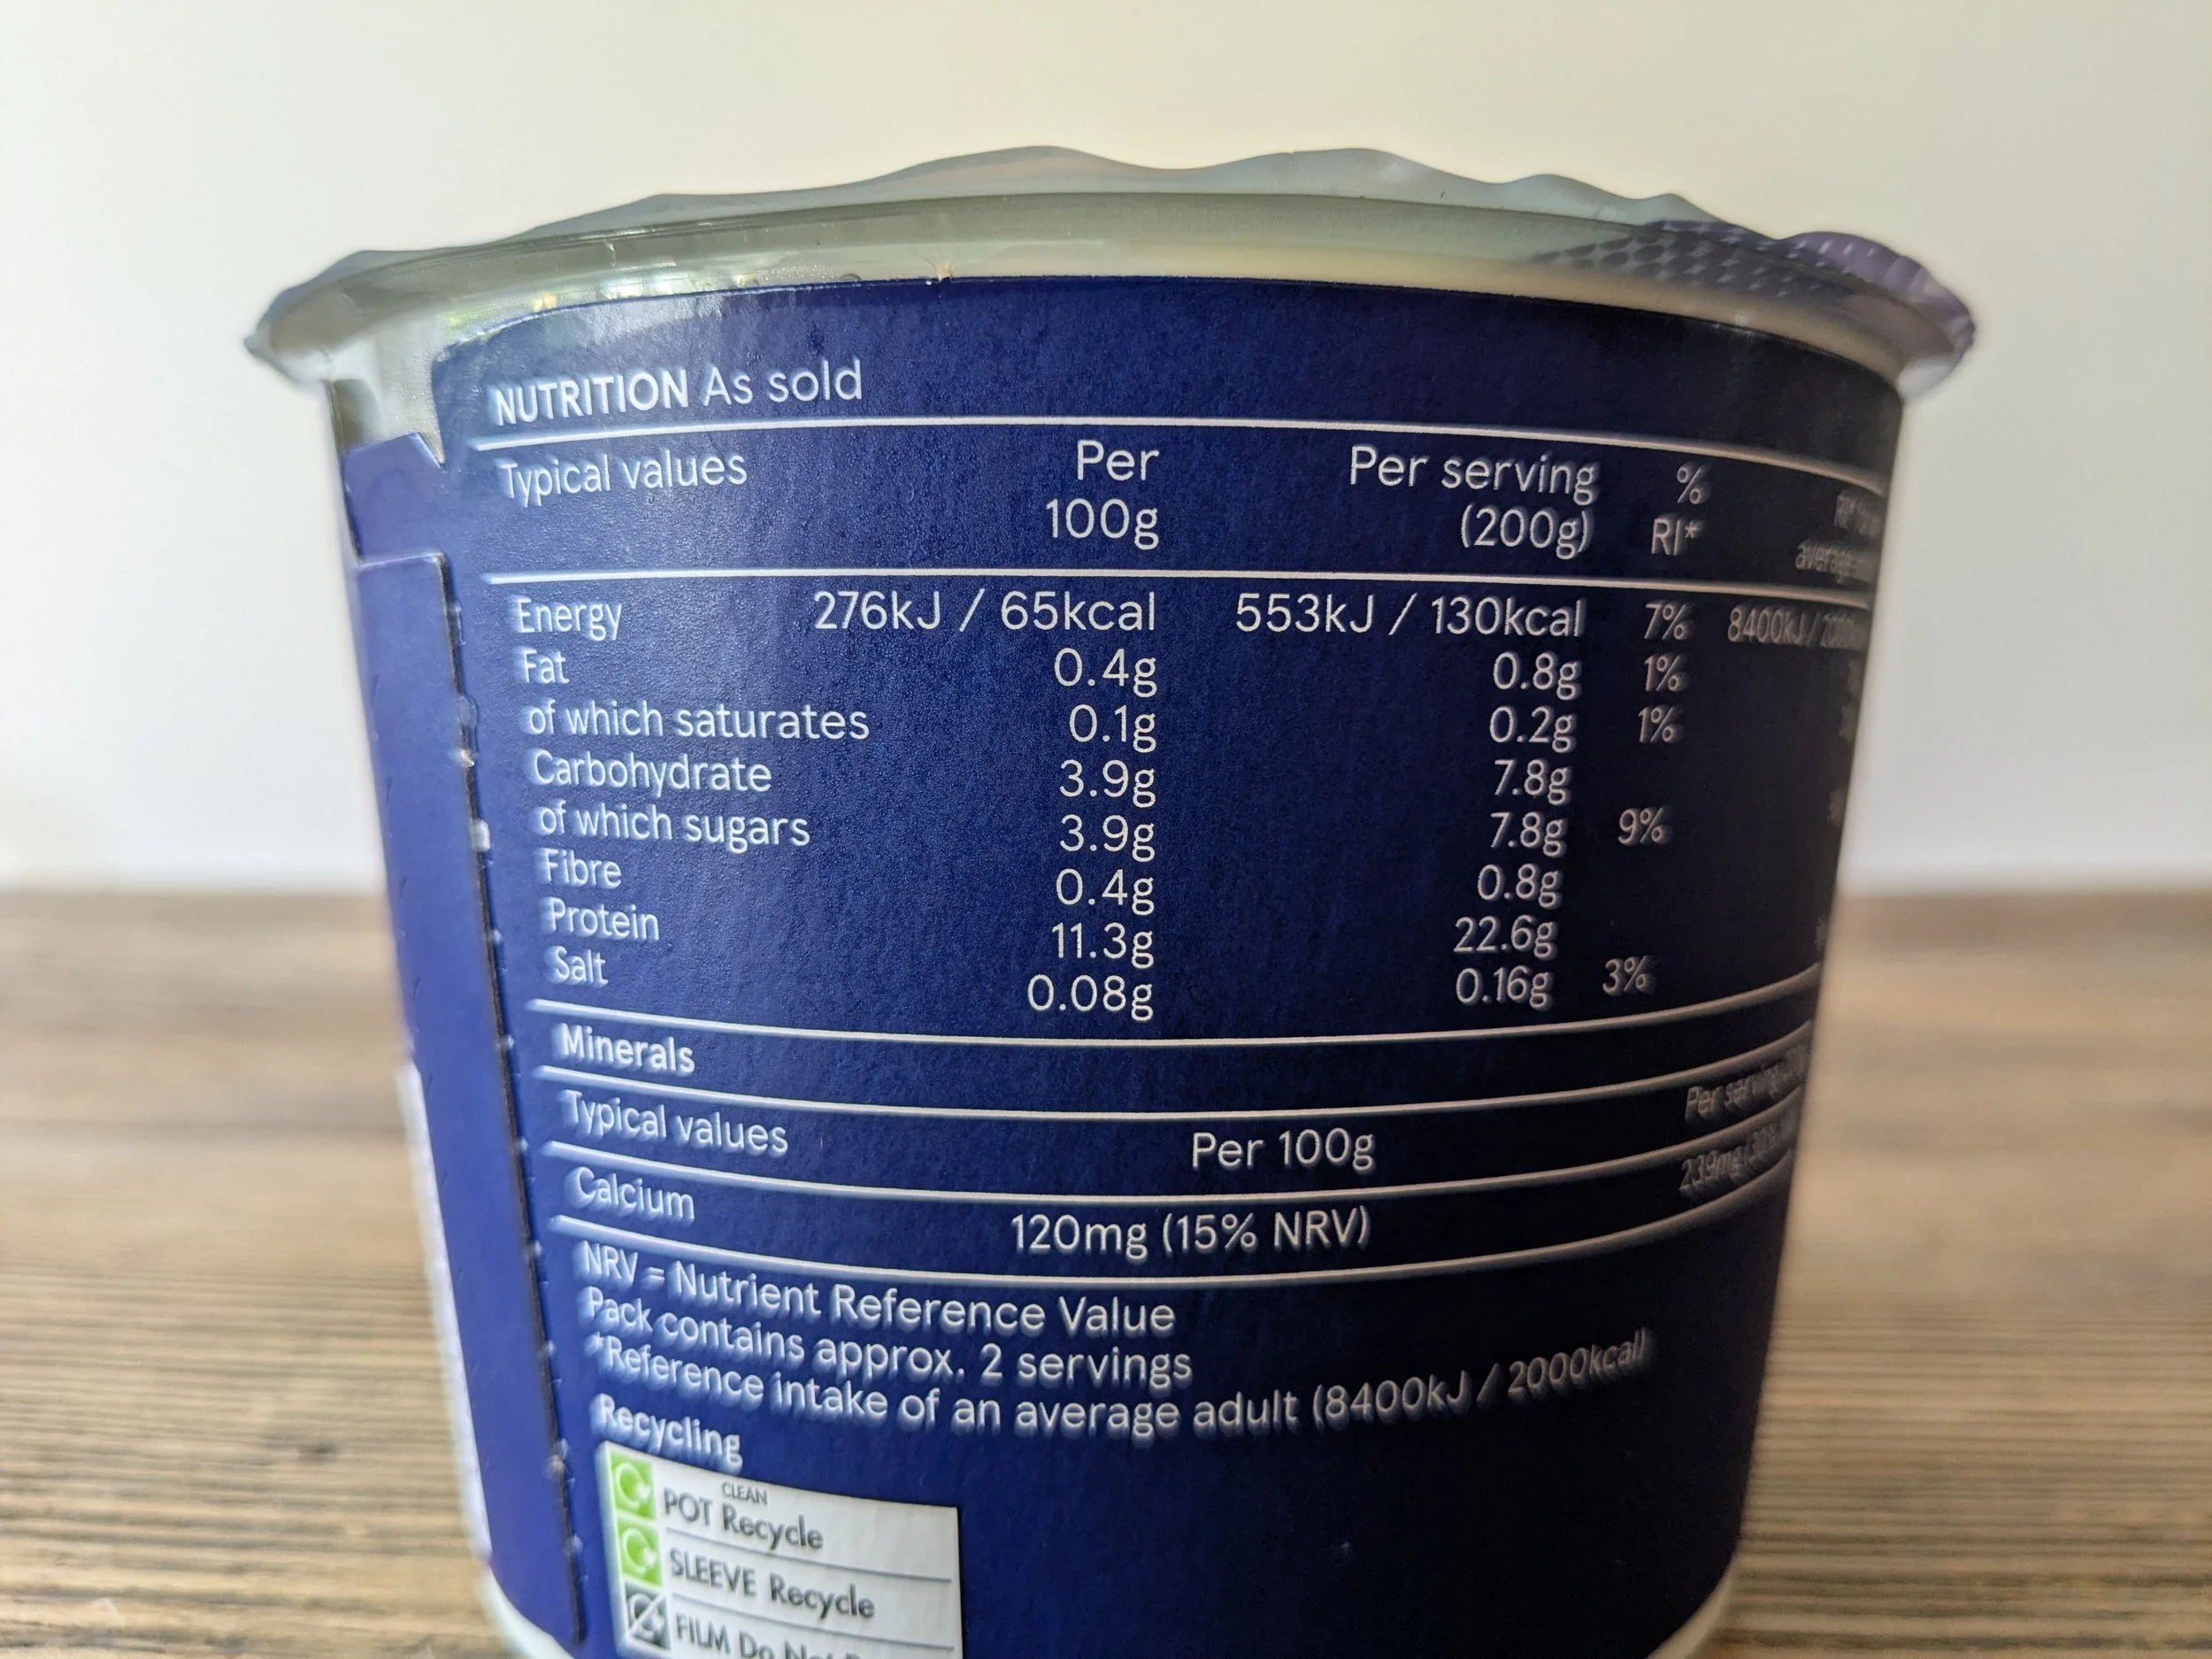 NUTRITION As sold
Typical values Per 100g Per serving (200g) % RI*
Energy 276kJ / 65kcal 553kJ / 130kcal 7% 8400kJ /
Fat 0.4g 0.8g 1%
of which saturates 0.1g 0.2g 1%
Carbohydrate 3.9g 7.8g
of which sugars 3.9g 7.8g 9%
Fibre 0.4g 0.8g
Protein 11.3g 22.6g
Salt 0.08g 0.16g 3%
Minerals
Typical values Per 100g Per
Calcium 120mg (15% NRV) 239mg
NRV = Nutrient Reference Value
Pack contains approx. 2 servings
*Reference intake of an average adult (8400kJ / 2000kcal)
Recycling
CLEAN
POT Recycle
SLEEVE Recycle
FILM Do